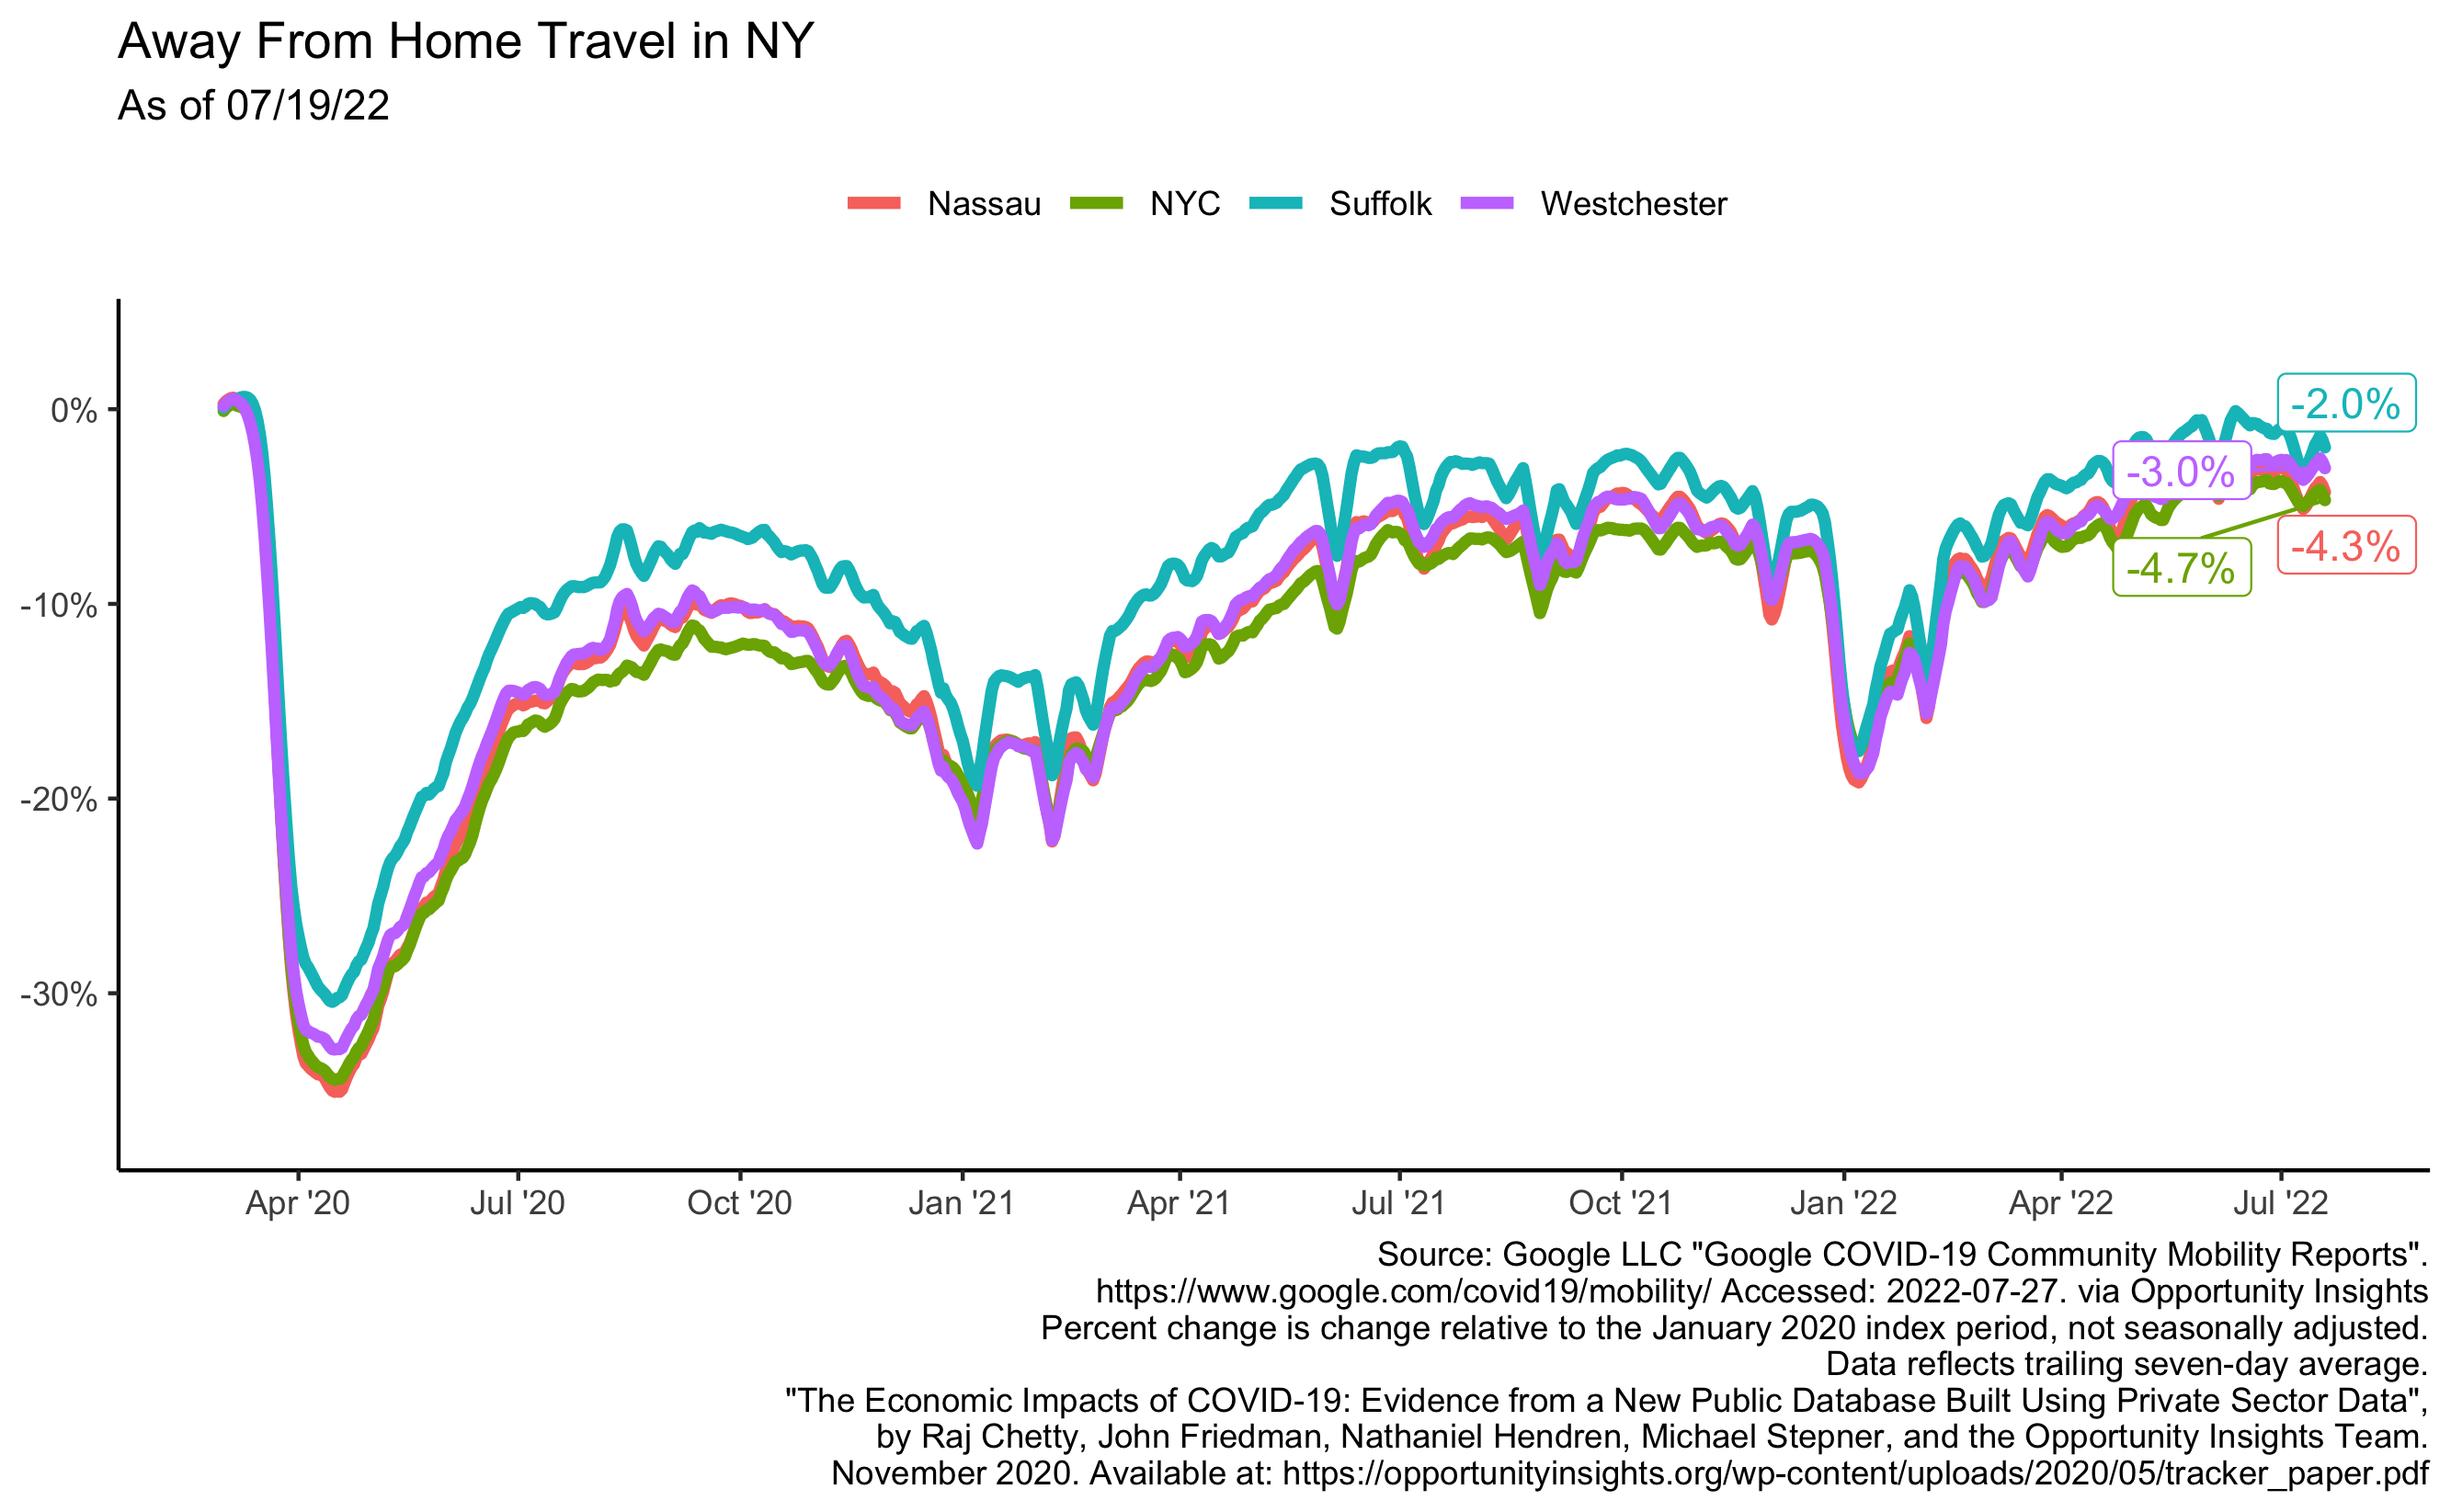 Away From Home Travel in NY
As of 07/19/22
Nassau NYC Suffolk Westchester
0%
-10%
-20%
-30%
-2.0%
-3.0%
-4.3%
-4.7%
Apr '20 Jul '20 Oct '20 Jan '21 Apr '21 Jul '21 Oct '21 Jan '22 Apr '22 Jul '22
Source: Google LLC "Google COVID-19 Community Mobility Reports".
https://www.google.com/covid19/mobility/ Accessed: 2022-07-27. via Opportunity Insights
Percent change is change relative to the January 2020 index period, not seasonally adjusted.
Data reflects trailing seven-day average.
"The Economic Impacts of COVID-19: Evidence from a New Public Database Built Using Private Sector Data",
by Raj Chetty, John Friedman, Nathaniel Hendren, Michael Stepner, and the Opportunity Insights Team.
November 2020. Available at: https://opportunityinsights.org/wp-content/uploads/2020/05/tracker_paper.pdf